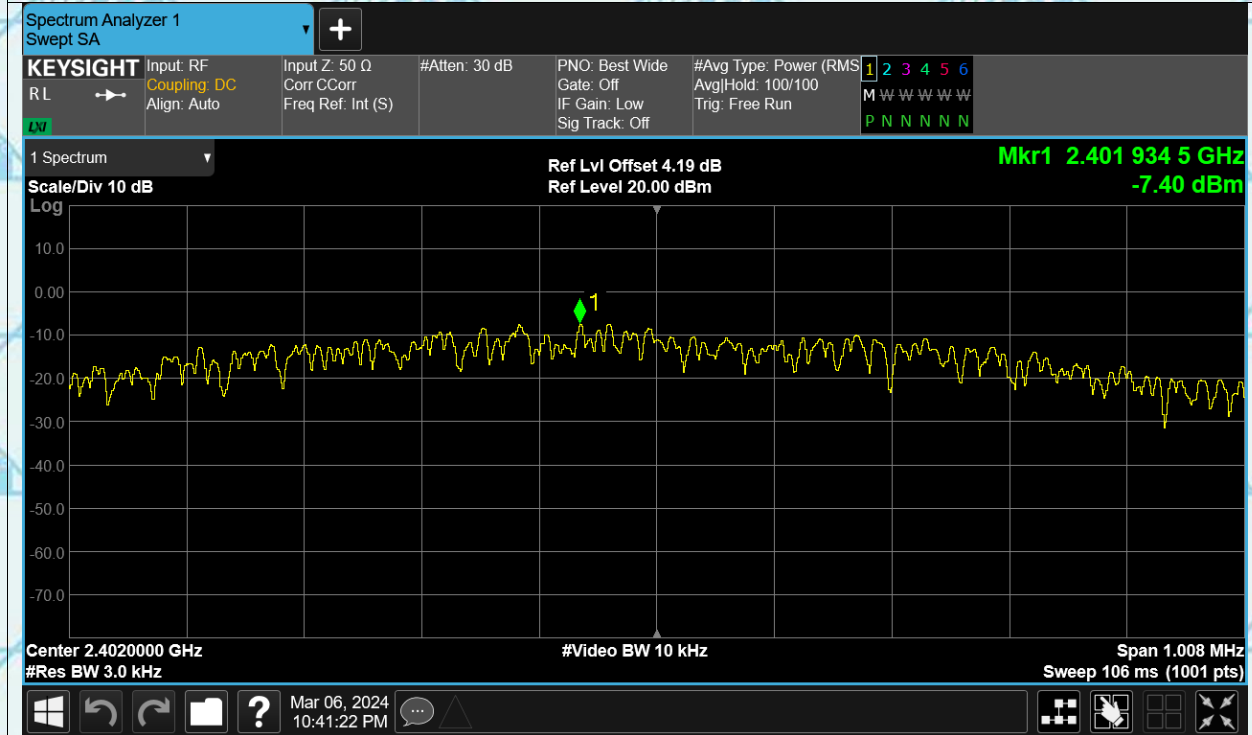 Spectrum Analyzer 1
Swept SA
+
KEYSIGHT
R L
LXI
Input: RF
Coupling: DC
Align: Auto
Input Z: 50 Ω
Corr CCorr
Freq Ref: Int (S)
#Atten: 30 dB
PNO: Best Wide
Gate: Off
IF Gain: Low
Sig Track: Off
#Avg Type: Power (RMS
Avg|Hold: 100/100
Trig: Free Run
1 2 3 4 5 6
M W W W W W
P N N N N N
1 Spectrum
Scale/Div 10 dB
Log
Ref Lvl Offset 4.19 dB
Ref Level 20.00 dBm
Mkr1 2.401 934 5 GHz
-7.40 dBm
1
10.0
0.00
-10.0
-20.0
-30.0
-40.0
-50.0
-60.0
-70.0
Center 2.4020000 GHz
#Res BW 3.0 kHz
#Video BW 10 kHz
Span 1.008 MHz
Sweep 106 ms (1001 pts)
?
Mar 06, 2024
10:41:22 PM